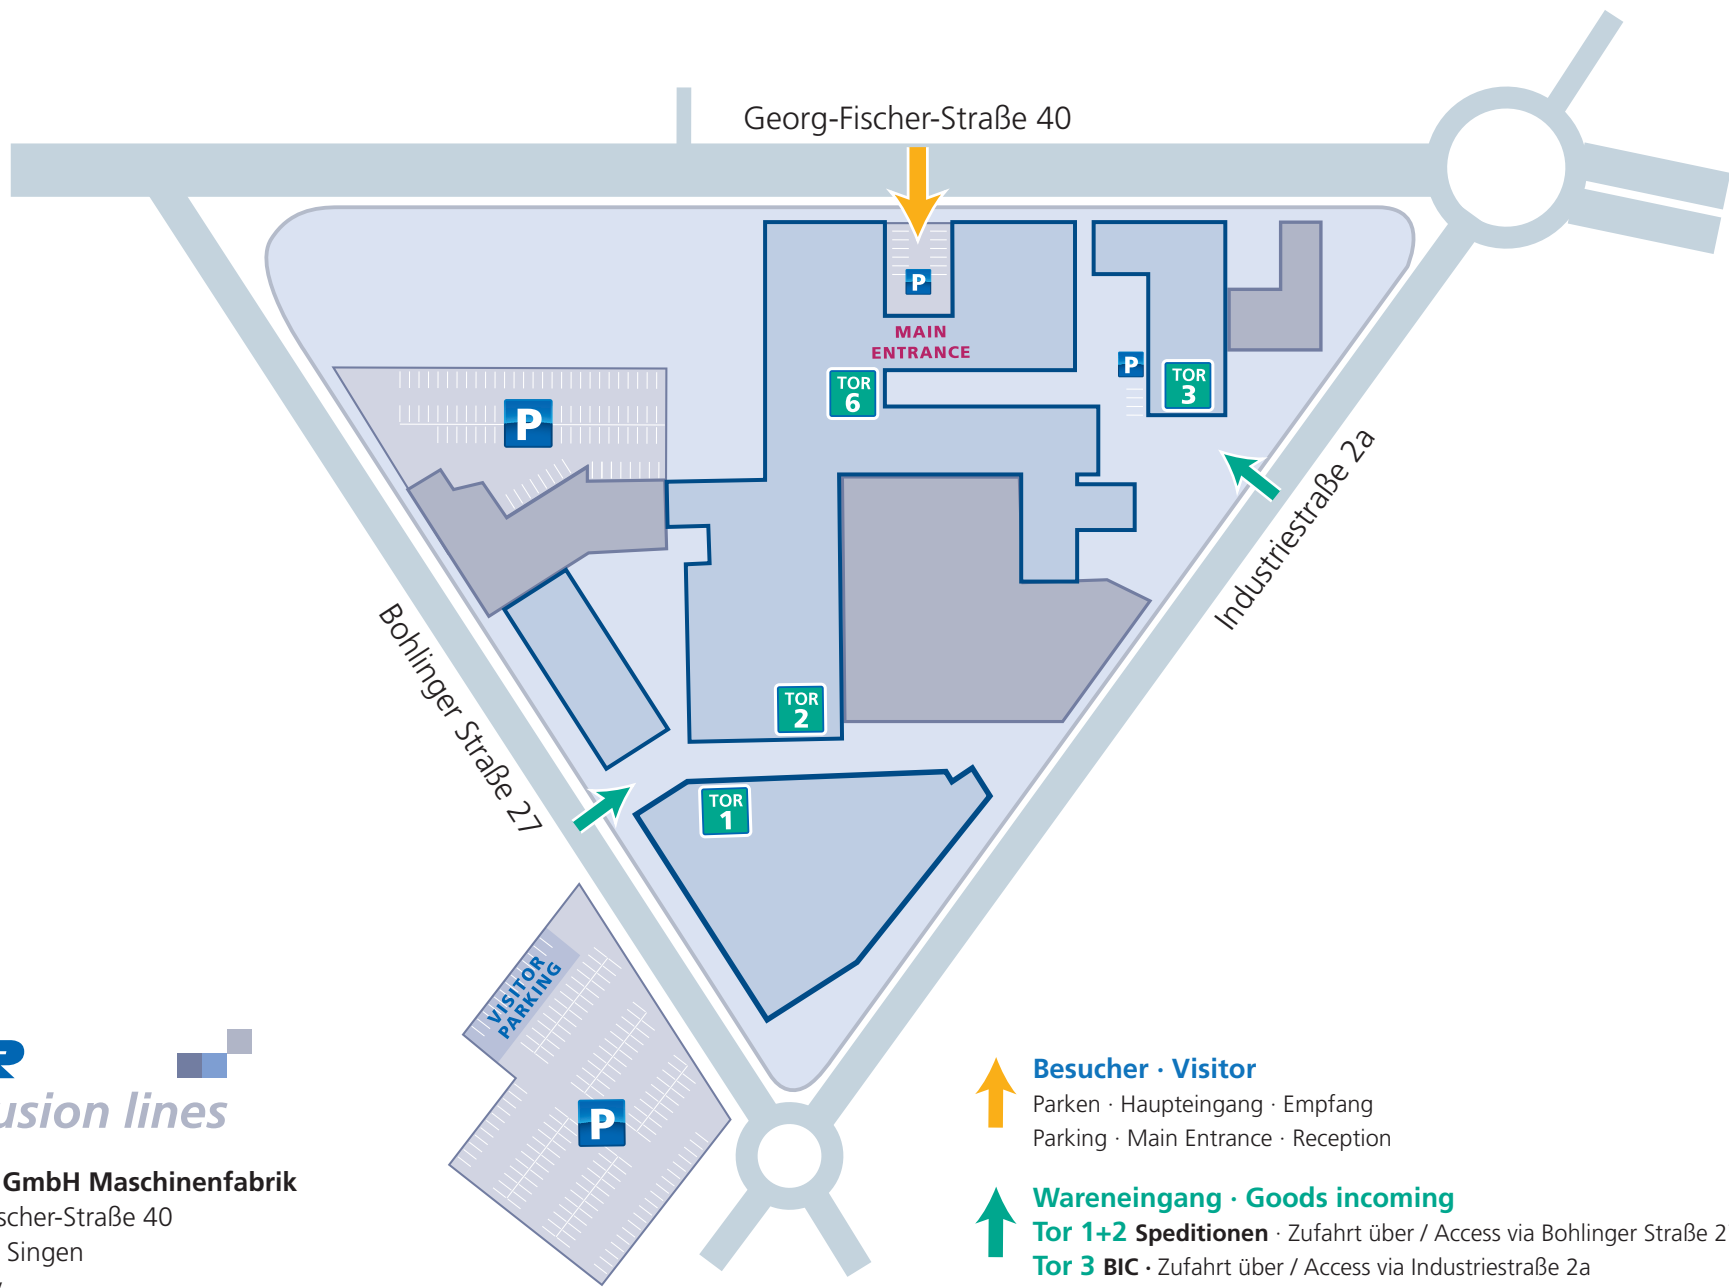 Georg-Fischer-Straße 40
P
MAIN
ENTRANCE
P
TOR
3
TOR
6
P
Industriestraße 2a
Bohlinger Straße 27
TOR
2
TOR
1
VISITOR
PARKING
P
usion lines
GmbH Maschinenfabrik
scher-Straße 40
Singen
Besucher · Visitor
Parken · Haupteingang · Empfang
Parking · Main Entrance · Reception
Wareneingang · Goods incoming
Tor 1+2 Speditionen · Zufahrt über / Access via Bohlinger Straße 2
Tor 3 BIC · Zufahrt über / Access via Industriestraße 2a